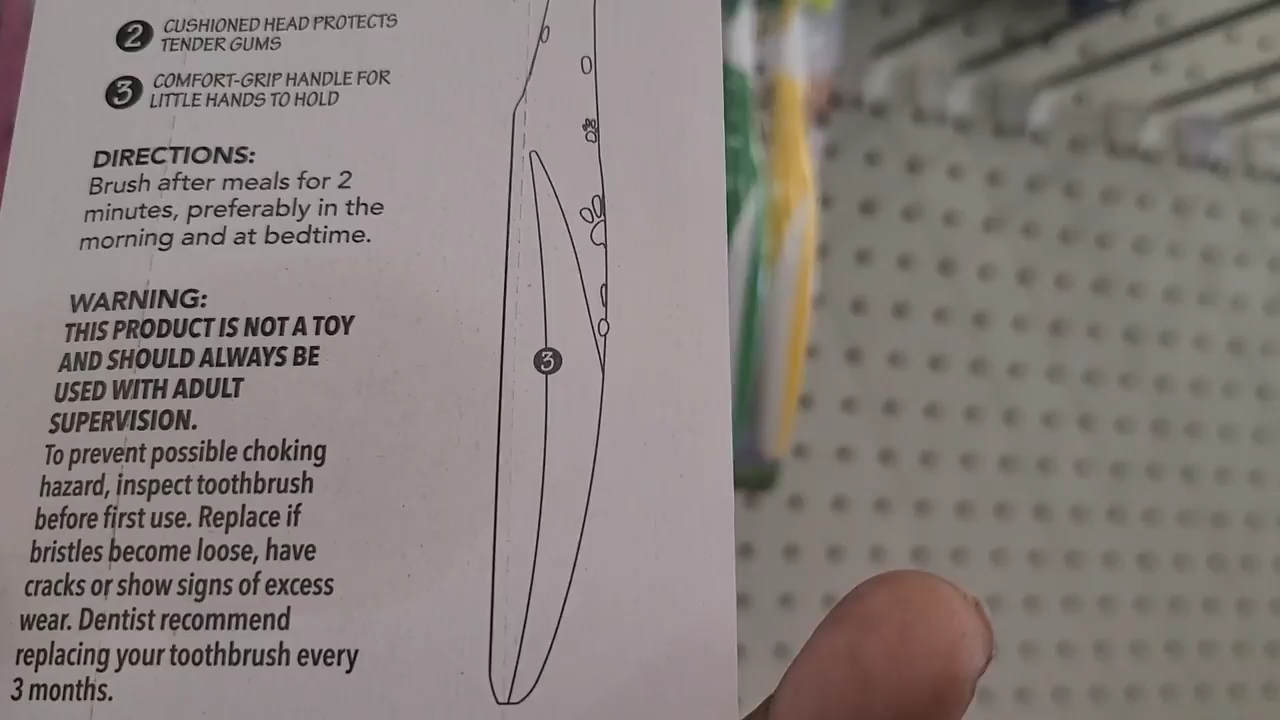 2 CUSHIONED HEAD PROTECTS
TENDER GUMS
3 COMFORT-GRIP HANDLE FOR
LITTLE HANDS TO HOLD
DIRECTIONS:
Brush after meals for 2
minutes, preferably in the
morning and at bedtime.
WARNING:
THIS PRODUCT IS NOT A TOY
AND SHOULD ALWAYS BE
USED WITH ADULT
SUPERVISION.
To prevent possible choking
hazard, inspect toothbrush
before first use. Replace if
bristles become loose, have
cracks or show signs of excess
wear. Dentist recommend
replacing your toothbrush every
3 months.
3